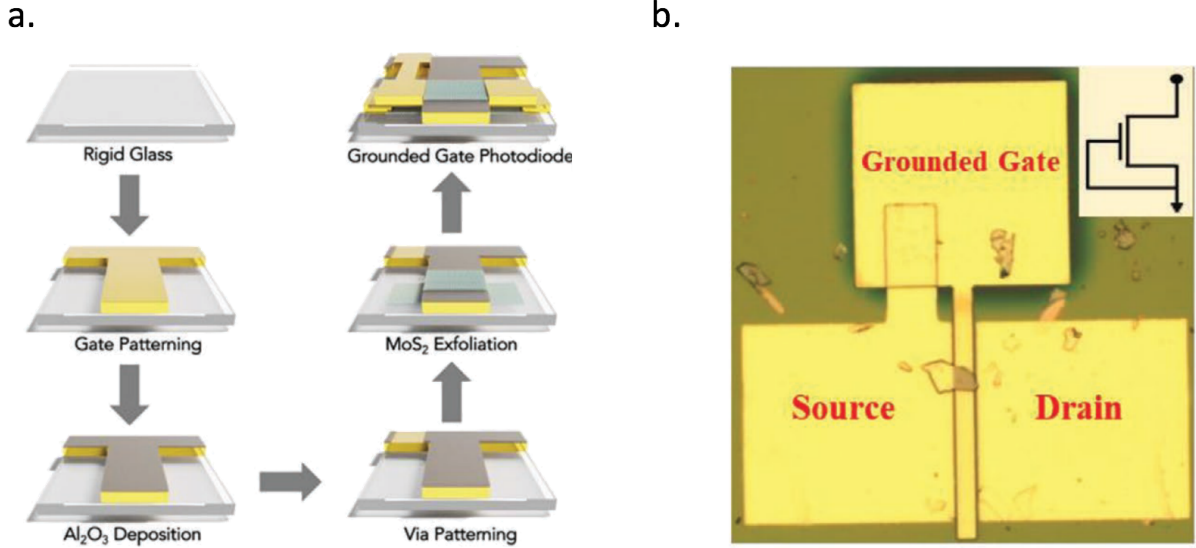 a.
b.
Rigid Glass
Grounded Gate Photodiode
Gate Patterning
MoS₂ Exfoliation
Al₂O₃ Deposition
Via Patterning
Grounded Gate
Source
Drain